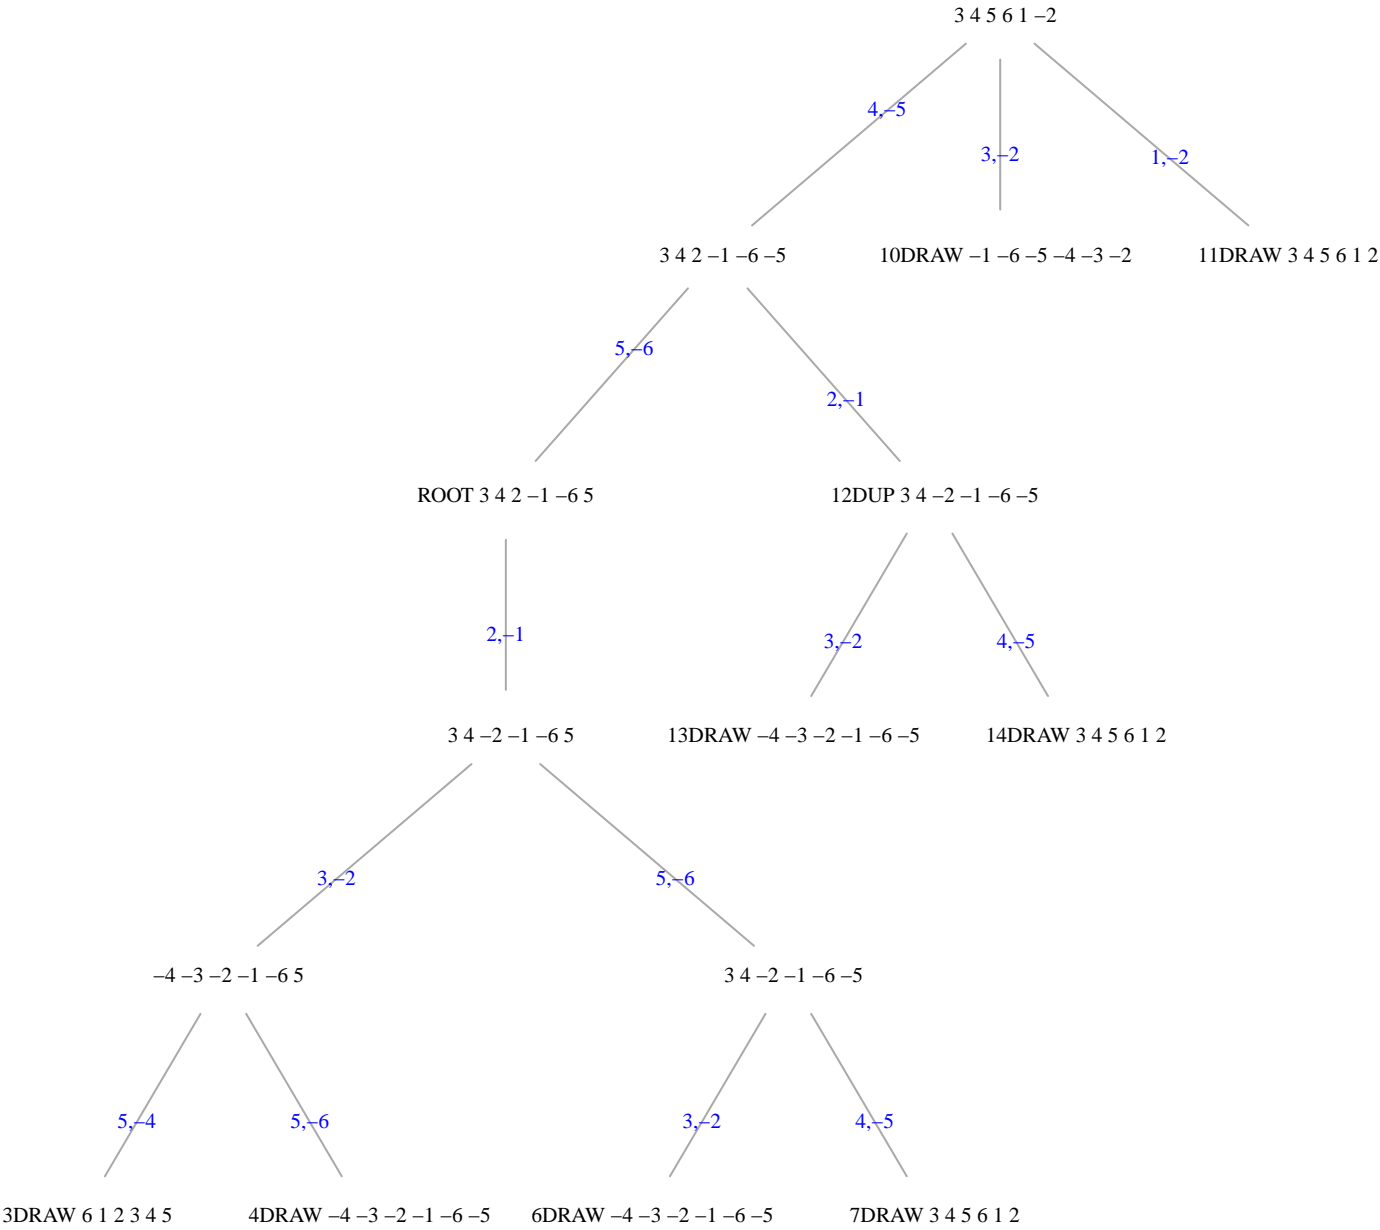 3 4 5 6 1 –2
4,–5
3,–2
1,–2
3 4 2 –1 –6 –5
10DRAW –1 –6 –5 –4 –3 –2
11DRAW 3 4 5 6 1 2
5,–6
2,–1
ROOT 3 4 2 –1 –6 5
12DUP 3 4 –2 –1 –6 –5
2,–1
3,–2
4,–5
3 4 –2 –1 –6 5
13DRAW –4 –3 –2 –1 –6 –5
14DRAW 3 4 5 6 1 2
3,–2
5,–6
–4 –3 –2 –1 –6 5
3 4 –2 –1 –6 –5
5,–4
5,–6
3,–2
4,–5
3DRAW 6 1 2 3 4 5
4DRAW –4 –3 –2 –1 –6 –5
6DRAW –4 –3 –2 –1 –6 –5
7DRAW 3 4 5 6 1 2